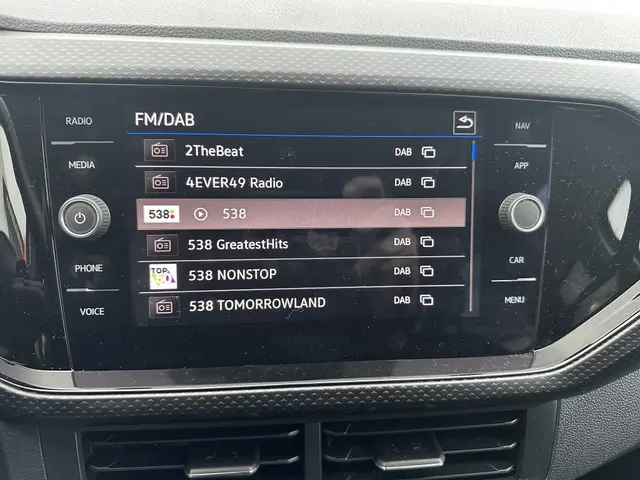 RADIO
MEDIA
PHONE
VOICE
FM/DAB
2TheBeat DAB
4EVER49 Radio DAB
538 538 DAB
538 GreatestHits DAB
TOP 538 NONSTOP DAB
538 TOMORROWLAND DAB
NAV
APP
CAR
MENU